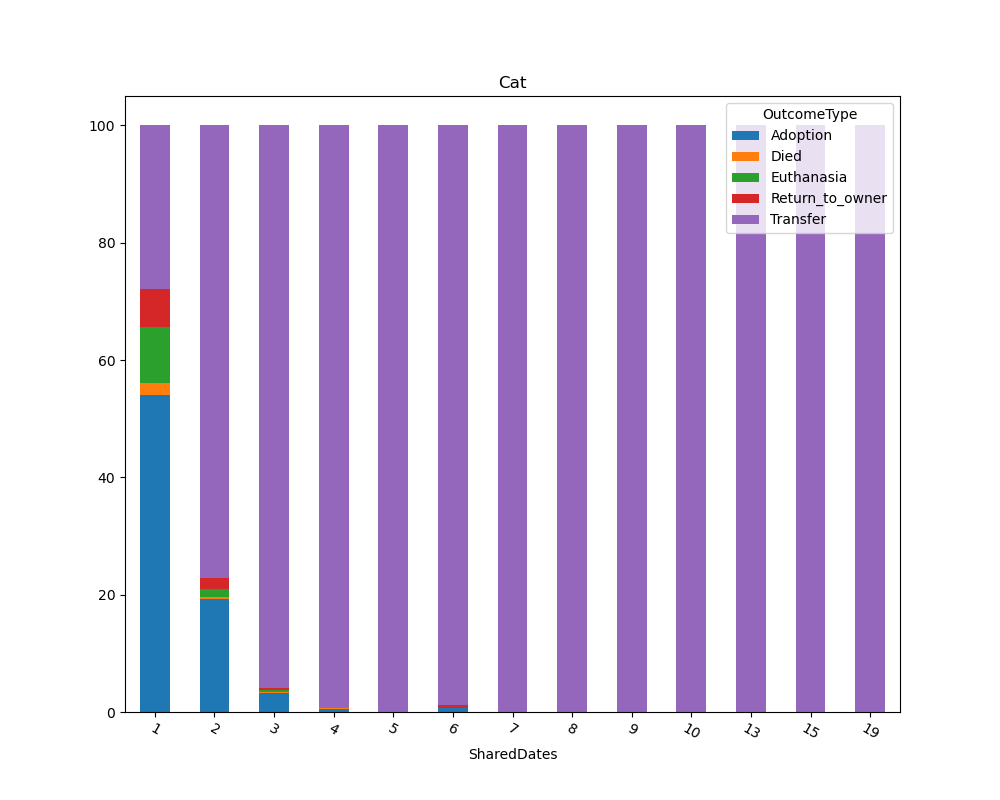 Cat
OutcomeType
Adoption
Died
Euthanasia
Return_to_owner
Transfer
100
80
60
40
20
0
1 2 3 4 5 6 7 8 9 10 13 15 19
SharedDates